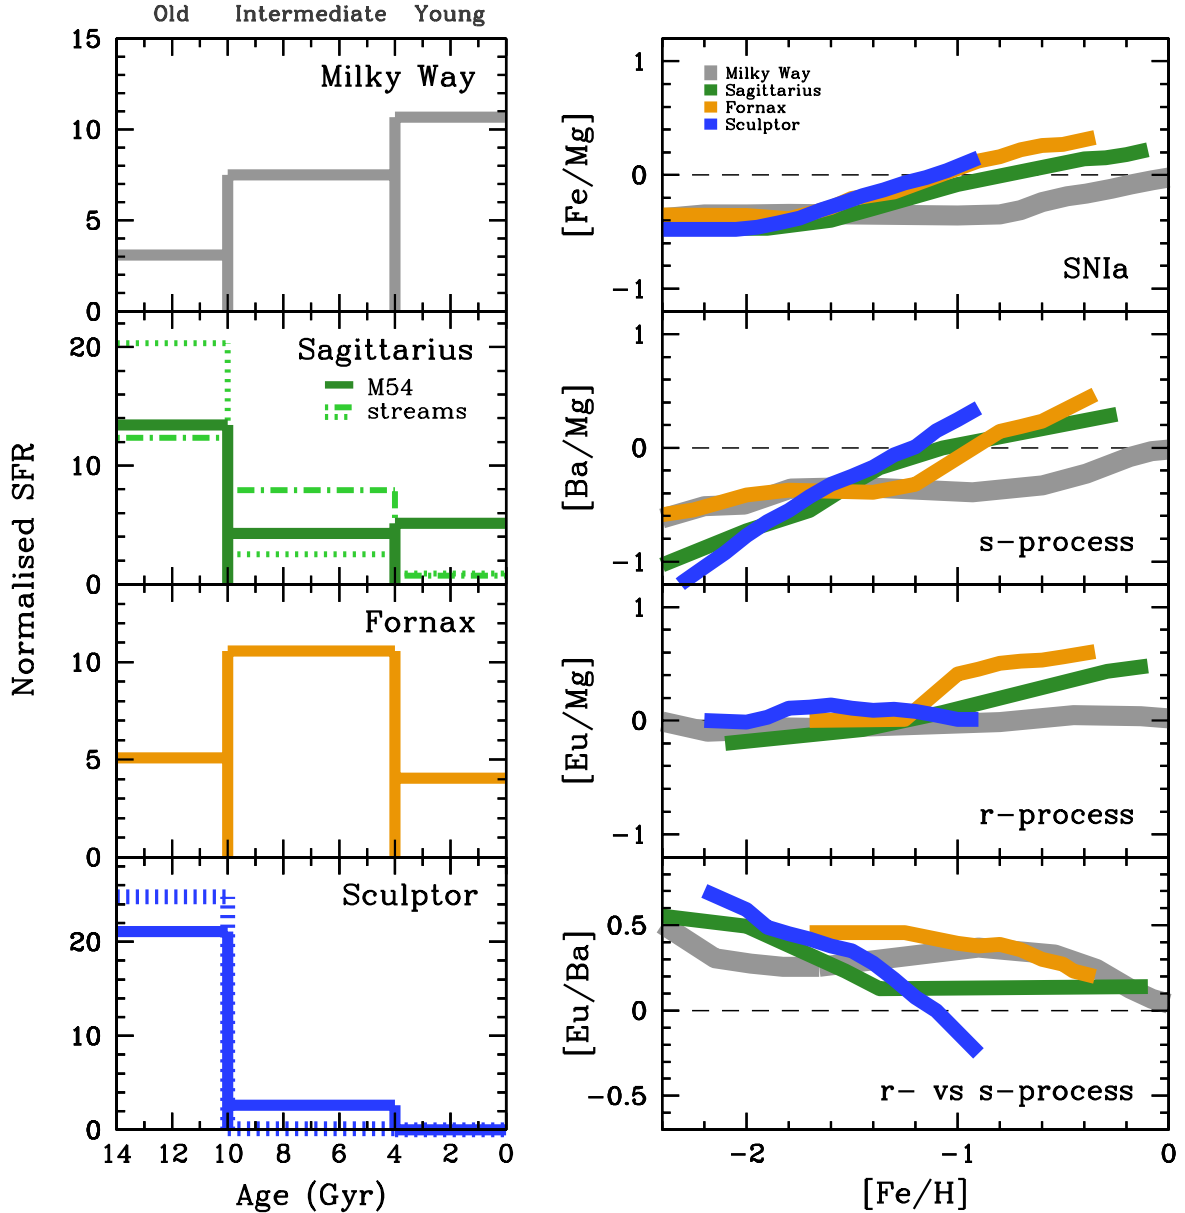 Old Intermediate Young
15
10
5
0
Milky Way
20
10
0
Sagittarius
M54
streams
10
5
0
Fornax
20
10
0
Sculptor
14 12 10 8 6 4 2 0
Age (Gyr)
Normalised SFR
1
0
−1
[Fe/Mg]
Milky Way
Sagittarius
Fornax
Sculptor
SNIa
1
0
−1
[Ba/Mg]
s−process
1
0
−1
[Eu/Mg]
r−process
0.5
0
−0.5
[Eu/Ba]
r− vs s−process
−2 −1 0
[Fe/H]